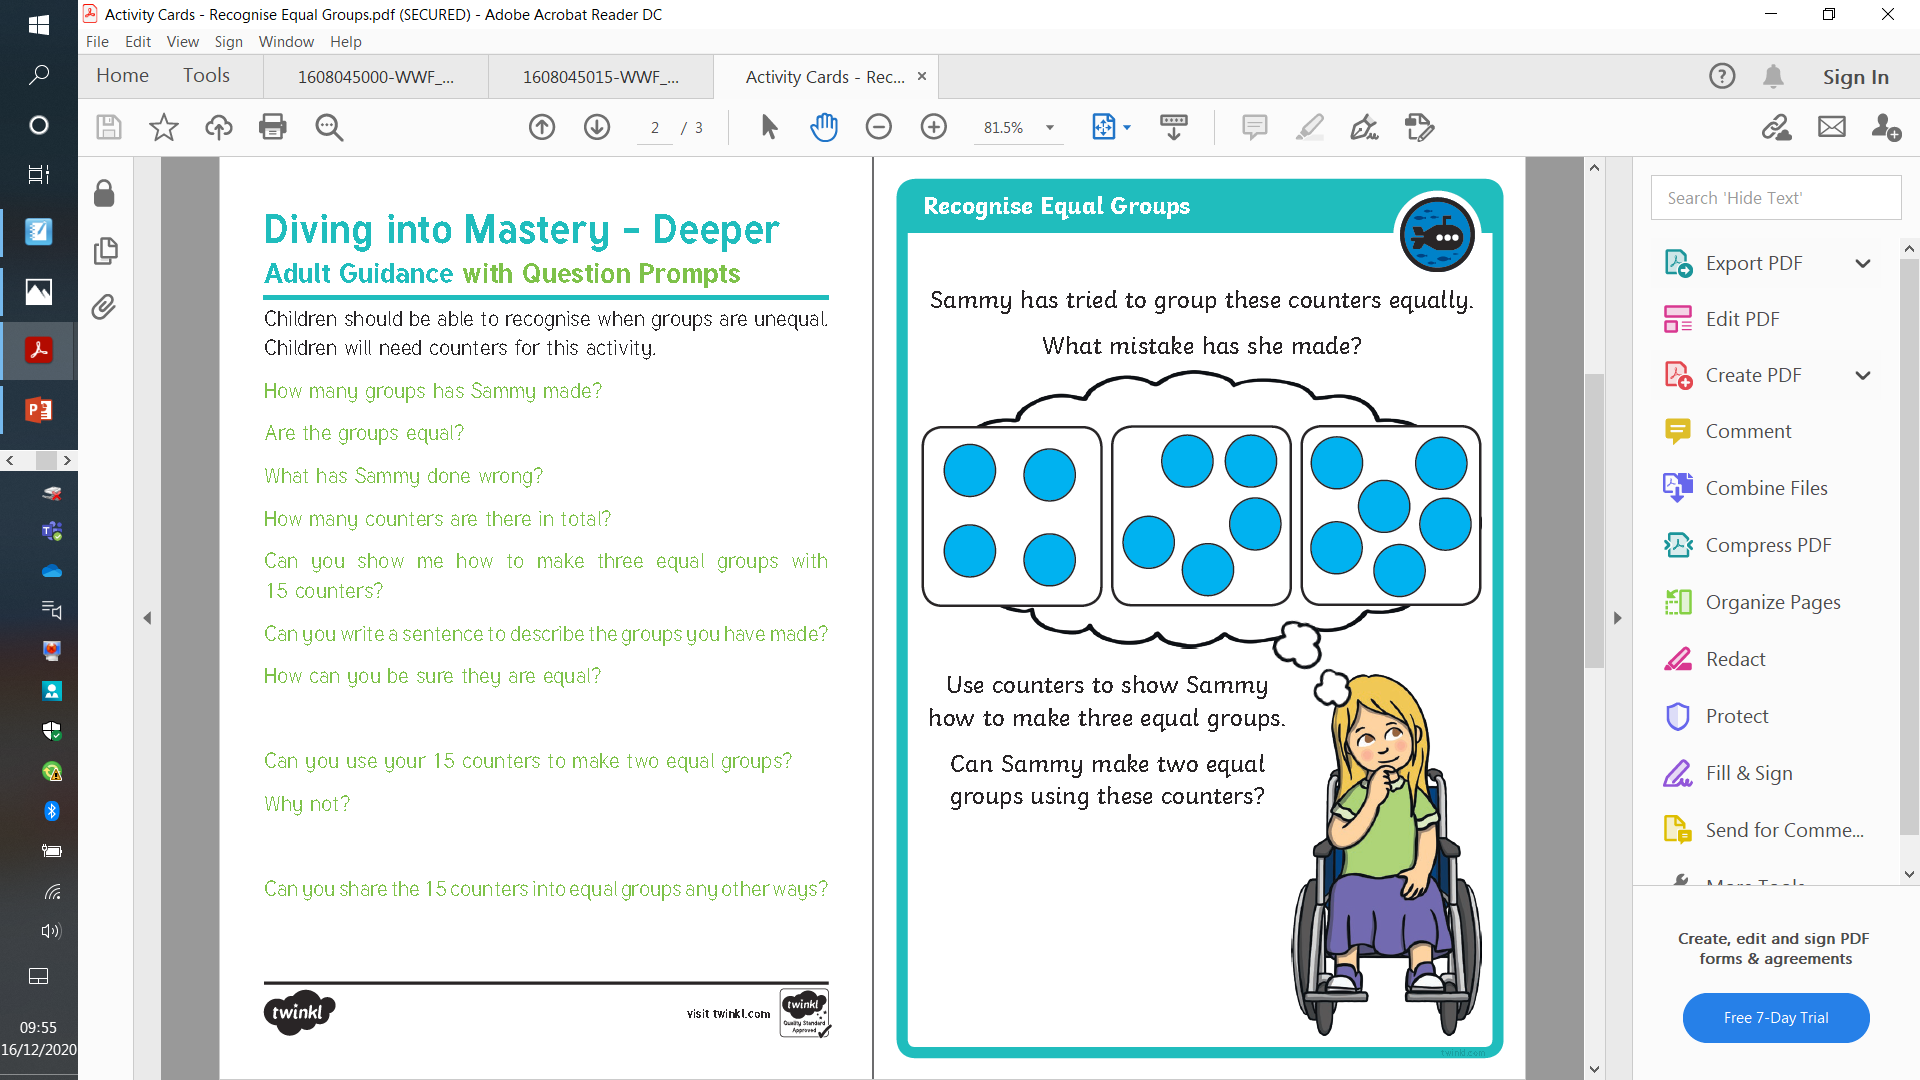 Activity Cards - Recognise Equal Groups.pdf (SECURED) - Adobe Acrobat Reader DC
File Edit View Sign Window Help
Home Tools 1608045000-WWF_... 1608045015-WWF_... Activity Cards - Rec... × Sign In
2 / 3 81.5%
Diving into Mastery - Deeper
Adult Guidance with Question Prompts
Children should be able to recognise when groups are unequal.
Children will need counters for this activity.
How many groups has Sammy made?
Are the groups equal?
What has Sammy done wrong?
How many counters are there in total?
Can you show me how to make three equal groups with
15 counters?
Can you write a sentence to describe the groups you have made?
How can you be sure they are equal?
Can you use your 15 counters to make two equal groups?
Why not?
Can you share the 15 counters into equal groups any other ways?
twinkl
visit twinkl.com
twinkl
Quality Standard
Approved
Recognise Equal Groups
Sammy has tried to group these counters equally.
What mistake has she made?
Use counters to show Sammy
how to make three equal groups.
Can Sammy make two equal
groups using these counters?
twinkl.com
Search 'Hide Text'
Export PDF
Edit PDF
Create PDF
Comment
Combine Files
Compress PDF
Organize Pages
Redact
Protect
Fill & Sign
Send for Comme...
More Tools
Create, edit and sign PDF
forms & agreements
Free 7-Day Trial
09:55
16/12/2020